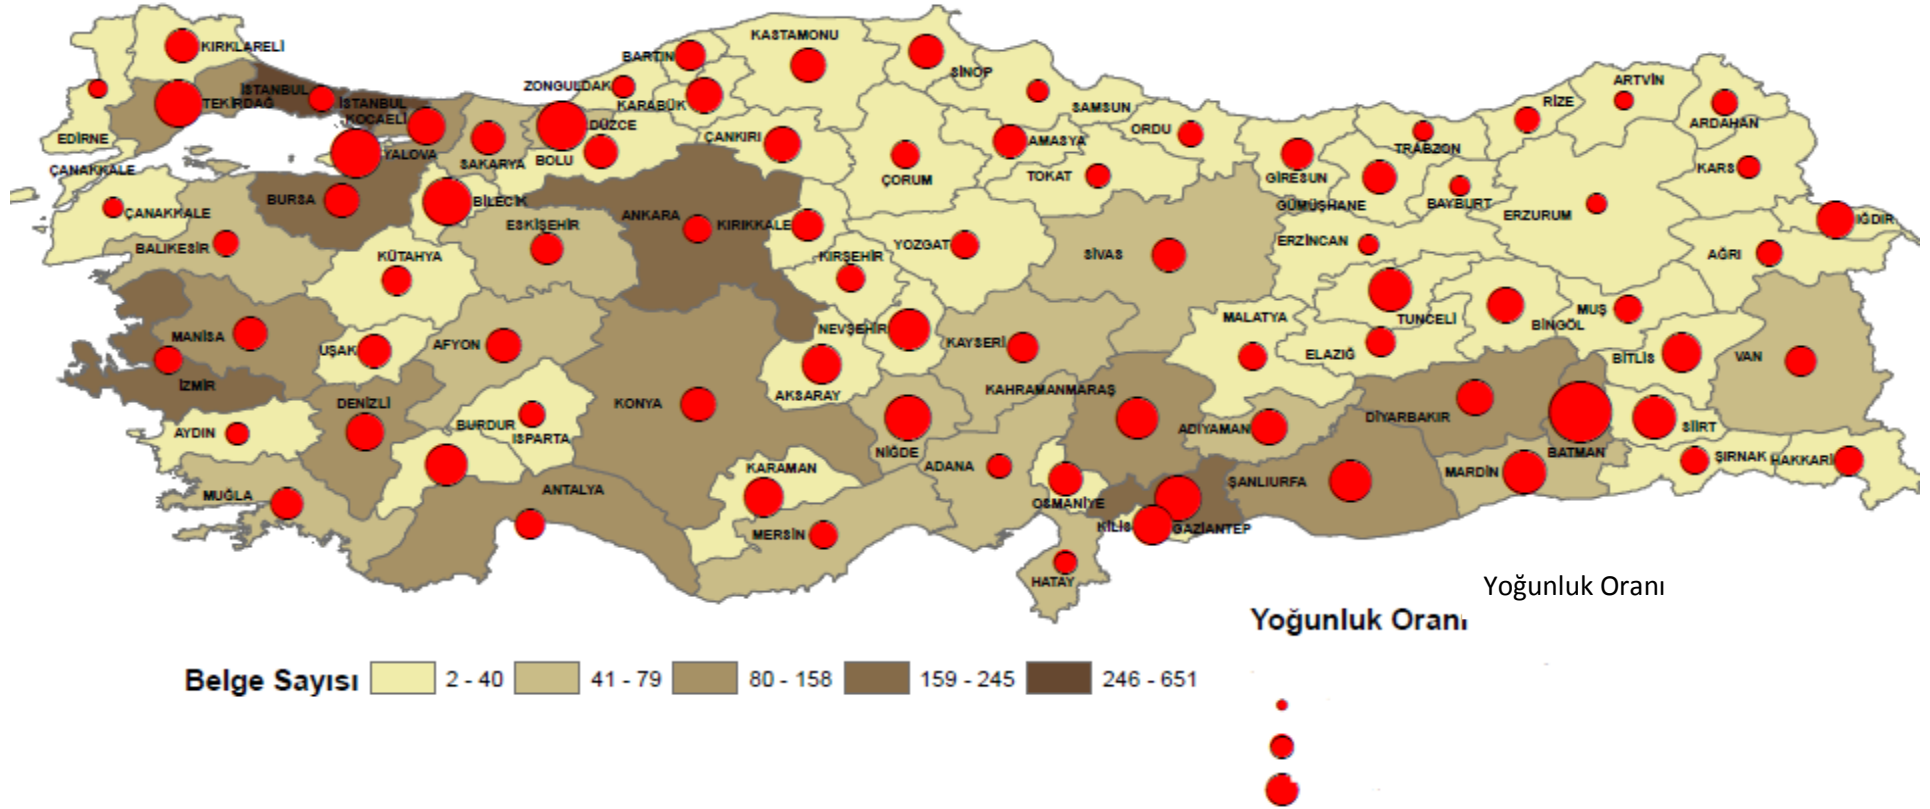 KIRKLARELİ
KASTAMONU
BARTIN
SİNOP
ARTVİN
ZONGULDAK
İSTANBUL
İSTANBUL
TEKİRDAĞ
KARABÜK
SAMSUN
RİZE
KOCAELİ
DÜZCE
ORDU
ARDAHAN
EDİRNE
ÇANKIRI
AMASYA
TRABZON
YALOVA
SAKARYA
BOLU
ÇANAKKALE
ÇORUM
TOKAT
GİRESUN
KARS
BURSA
BİLECİK
GÜMÜŞHANE
BAYBURT
ÇANAKKALE
ANKARA
KIRIKKALE
ERZURUM
IĞDIR
ESKİŞEHİR
BALIKESİR
YOZGAT
ERZİNCAN
KÜTAHYA
KIRŞEHİR
SİVAS
AĞRI
MANİSA
UŞAK
AFYON
NEVŞEHİR
KAYSERİ
MALATYA
TUNCELİ
BİNGÖL
MUŞ
ELAZIĞ
BİTLİS
VAN
İZMİR
AKSARAY
KAHRAMANMARAŞ
DENİZLİ
KONYA
DİYARBAKIR
AYDIN
BURDUR
ISPARTA
ADIYAMAN
SİİRT
NİĞDE
BATMAN
ADANA
KARAMAN
MARDİN
ŞIRNAK
HAKKARİ
MUĞLA
ANTALYA
OSMANİYE
ŞANLIURFA
MERSİN
KİLİS
GAZİANTEP
HATAY
Yoğunluk Oranı
Yoğunluk Oranı
Belge Sayısı 2 - 40 41 - 79 80 - 158 159 - 245 246 - 651